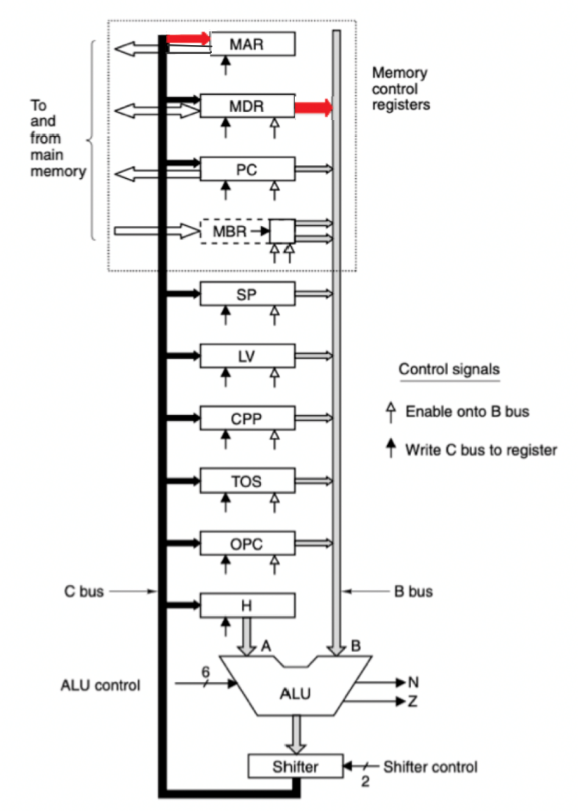 MAR
Memory
control
registers
To
and
from
main
memory
MDR
PC
MBR
SP
LV
Control signals
Enable onto B bus
CPP
Write C bus to register
TOS
OPC
C bus
B bus
H
A
B
6
ALU control
ALU
N
Z
Shifter
Shifter control
2